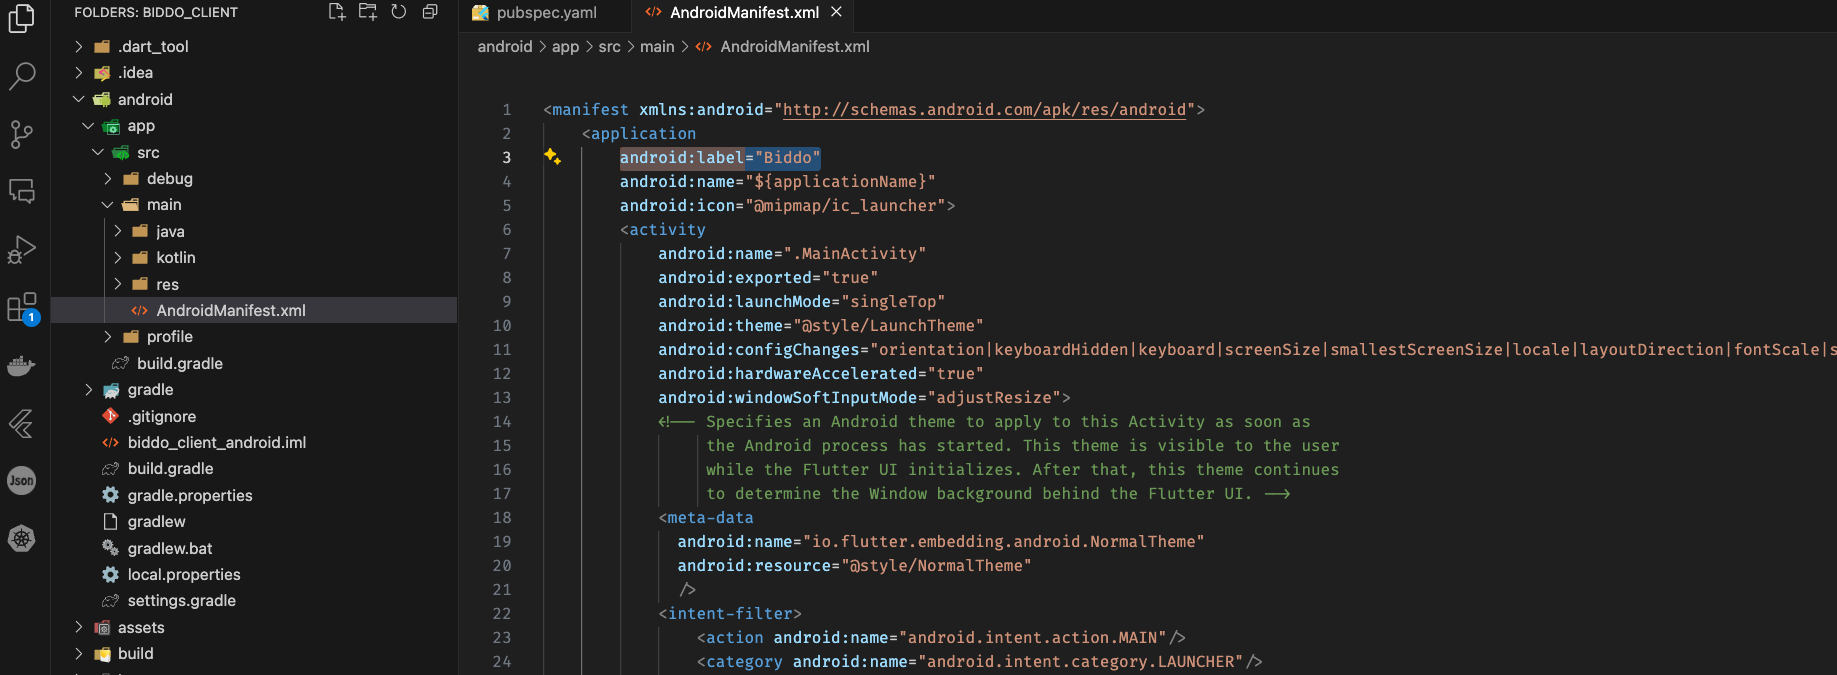 FOLDERS: BIDDO_CLIENT
.dart_tool
.idea
android
app
src
debug
main
java
kotlin
res
AndroidManifest.xml
profile
build.gradle
gradle
.gitignore
biddo_client_android.iml
build.gradle
gradle.properties
gradlew
gradlew.bat
local.properties
settings.gradle
assets
build
1
Json
pubspec.yaml
AndroidManifest.xml
android > app > src > main > AndroidManifest.xml
1 <manifest xmlns:android="http://schemas.android.com/apk/res/android">
2 <application
3 android:label="Biddo"
4 android:name="${applicationName}"
5 android:icon="@mipmap/ic_launcher">
6 <activity
7 android:name=".MainActivity"
8 android:exported="true"
9 android:launchMode="singleTop"
10 android:theme="@style/LaunchTheme"
11 android:configChanges="orientation|keyboardHidden|keyboard|screenSize|smallestScreenSize|locale|layoutDirection|fontScale|s
12 android:hardwareAccelerated="true"
13 android:windowSoftInputMode="adjustResize">
14 <!-- Specifies an Android theme to apply to this Activity as soon as
15 the Android process has started. This theme is visible to the user
16 while the Flutter UI initializes. After that, this theme continues
17 to determine the Window background behind the Flutter UI. -->
18 <meta-data
19 android:name="io.flutter.embedding.android.NormalTheme"
20 android:resource="@style/NormalTheme"
21 />
22 <intent-filter>
23 <action android:name="android.intent.action.MAIN"/>
24 <category android:name="android.intent.category.LAUNCHER"/>